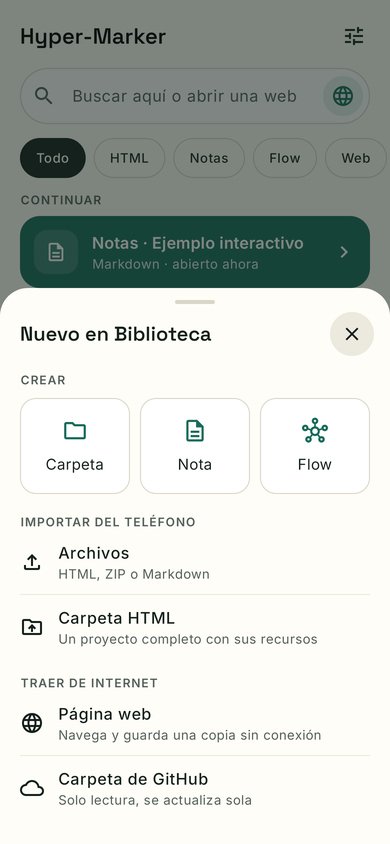 Hyper-Marker
Buscar aquí o abrir una web
Todo
HTML
Notas
Flow
Web
CONTINUAR
Notas · Ejemplo interactivo
Markdown · abierto ahora
Nuevo en Biblioteca
CREAR
Carpeta
Nota
Flow
IMPORTAR DEL TELÉFONO
Archivos
HTML, ZIP o Markdown
Carpeta HTML
Un proyecto completo con sus recursos
TRAER DE INTERNET
Página web
Navega y guarda una copia sin conexión
Carpeta de GitHub
Solo lectura, se actualiza sola